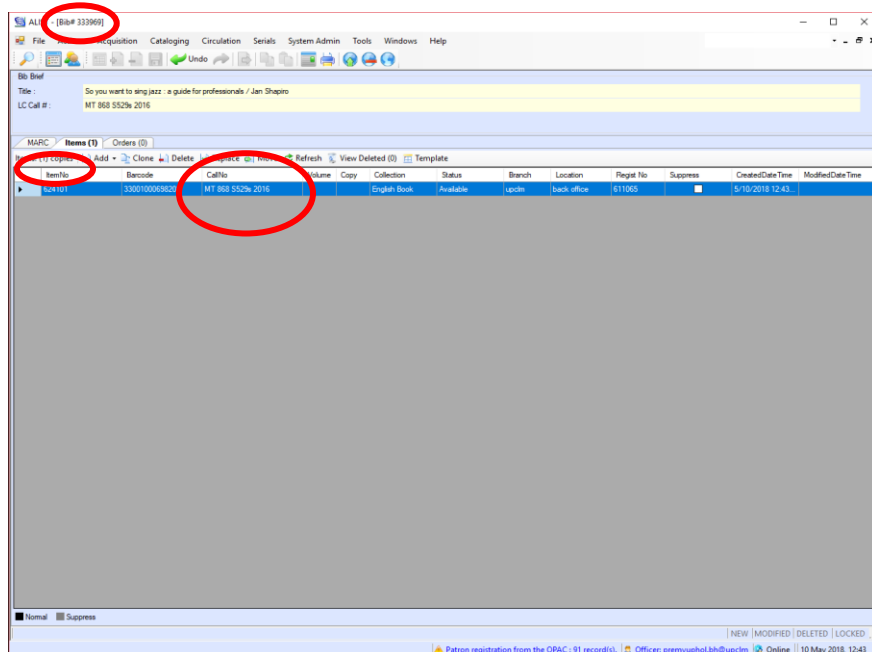 ALI - [Bib# 333969]
File Acquisition Cataloging Circulation Serials System Admin Tools Windows Help
Undo
Bib Brief
Title : So you want to sing jazz : a guide for professionals / Jan Shapiro
LC Call # : MT 868 S529s 2016
MARC Items (1) Orders (0)
Add Clone Delete Replace Refresh View Deleted (0) Template
ItemNo Barcode CallNo Volume Copy Collection Status Branch Location Regist No Suppress CreatedDateTime ModifiedDateTime
624101 3300100069820 MT 868 S529s 2016 English Book Available upclm back office 611065 5/10/2018 12:43...
Normal Suppress
NEW MODIFIED DELETED LOCKED
Patron registration from the OPAC : 91 record(s). Officer: premyuphol.bh@upclm Online 10 May 2018, 12:43